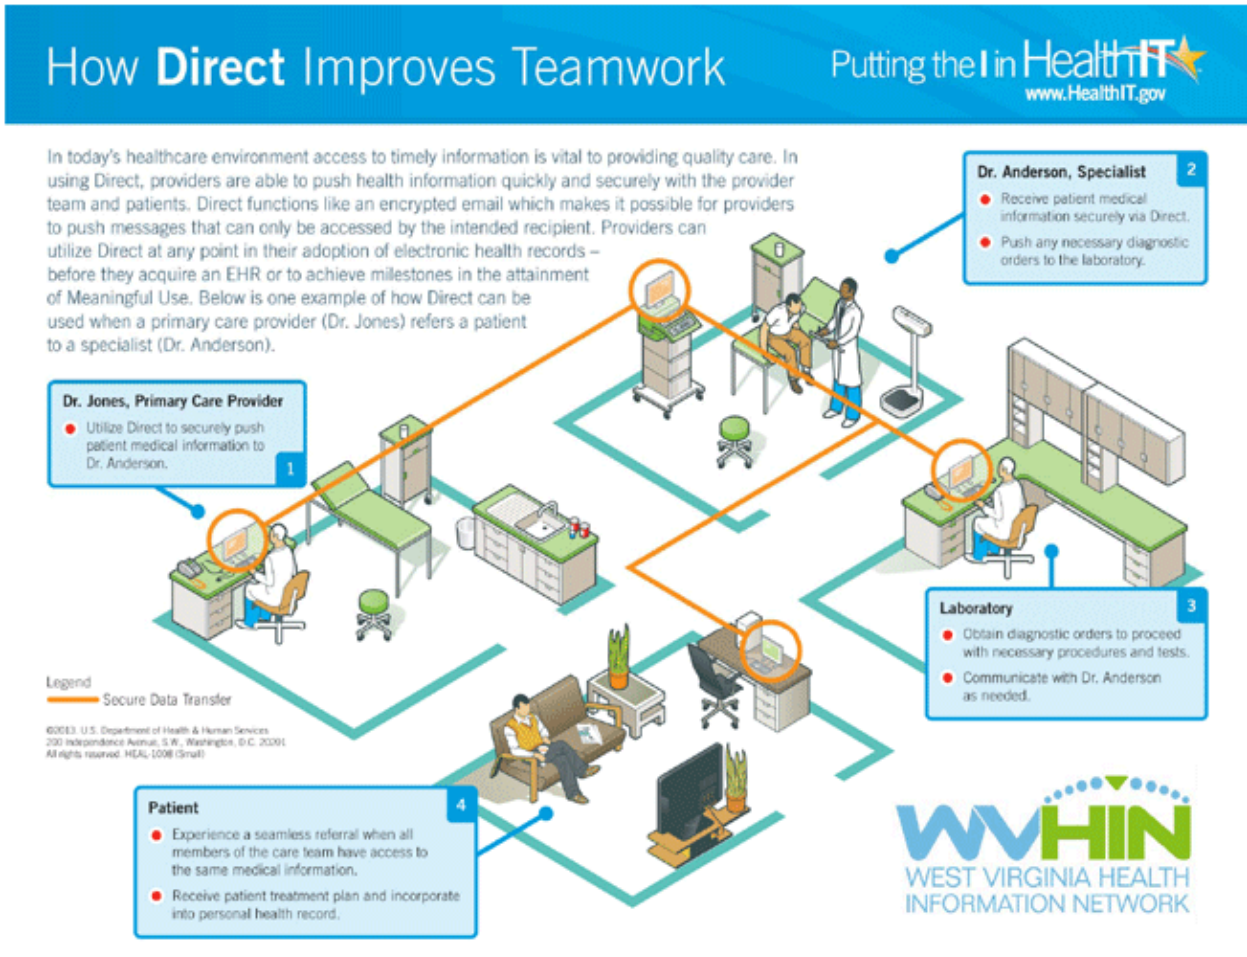 How Direct Improves Teamwork
Putting the I in HealthIT
www.HealthIT.gov
In today's healthcare environment access to timely information is vital to providing quality care. In
using Direct, providers are able to push health information quickly and securely with the provider
team and patients. Direct functions like an encrypted email which makes it possible for providers
to push messages that can only be accessed by the intended recipient. Providers can
utilize Direct at any point in their adoption of electronic health records –
before they acquire an EHR or to achieve milestones in the attainment
of Meaningful Use. Below is one example of how Direct can be
used when a primary care provider (Dr. Jones) refers a patient
to a specialist (Dr. Anderson).
Dr. Jones, Primary Care Provider
Utilize Direct to securely push
patient medical information to
Dr. Anderson.
1
Dr. Anderson, Specialist
2
Receive patient medical
information securely via Direct.
Push any necessary diagnostic
orders to the laboratory.
Laboratory
3
Obtain diagnostic orders to proceed
with necessary procedures and tests.
Communicate with Dr. Anderson
as needed.
Legend
Secure Data Transfer
©2013 U.S. Department of Health & Human Services
200 Independence Avenue, S.W., Washington, D.C. 20201
All rights reserved. HEAL-1008 (Small)
Patient
4
Experience a seamless referral when all
members of the care team have access to
the same medical information.
Receive patient treatment plan and incorporate
into personal health record.
WVHIN
WEST VIRGINIA HEALTH
INFORMATION NETWORK